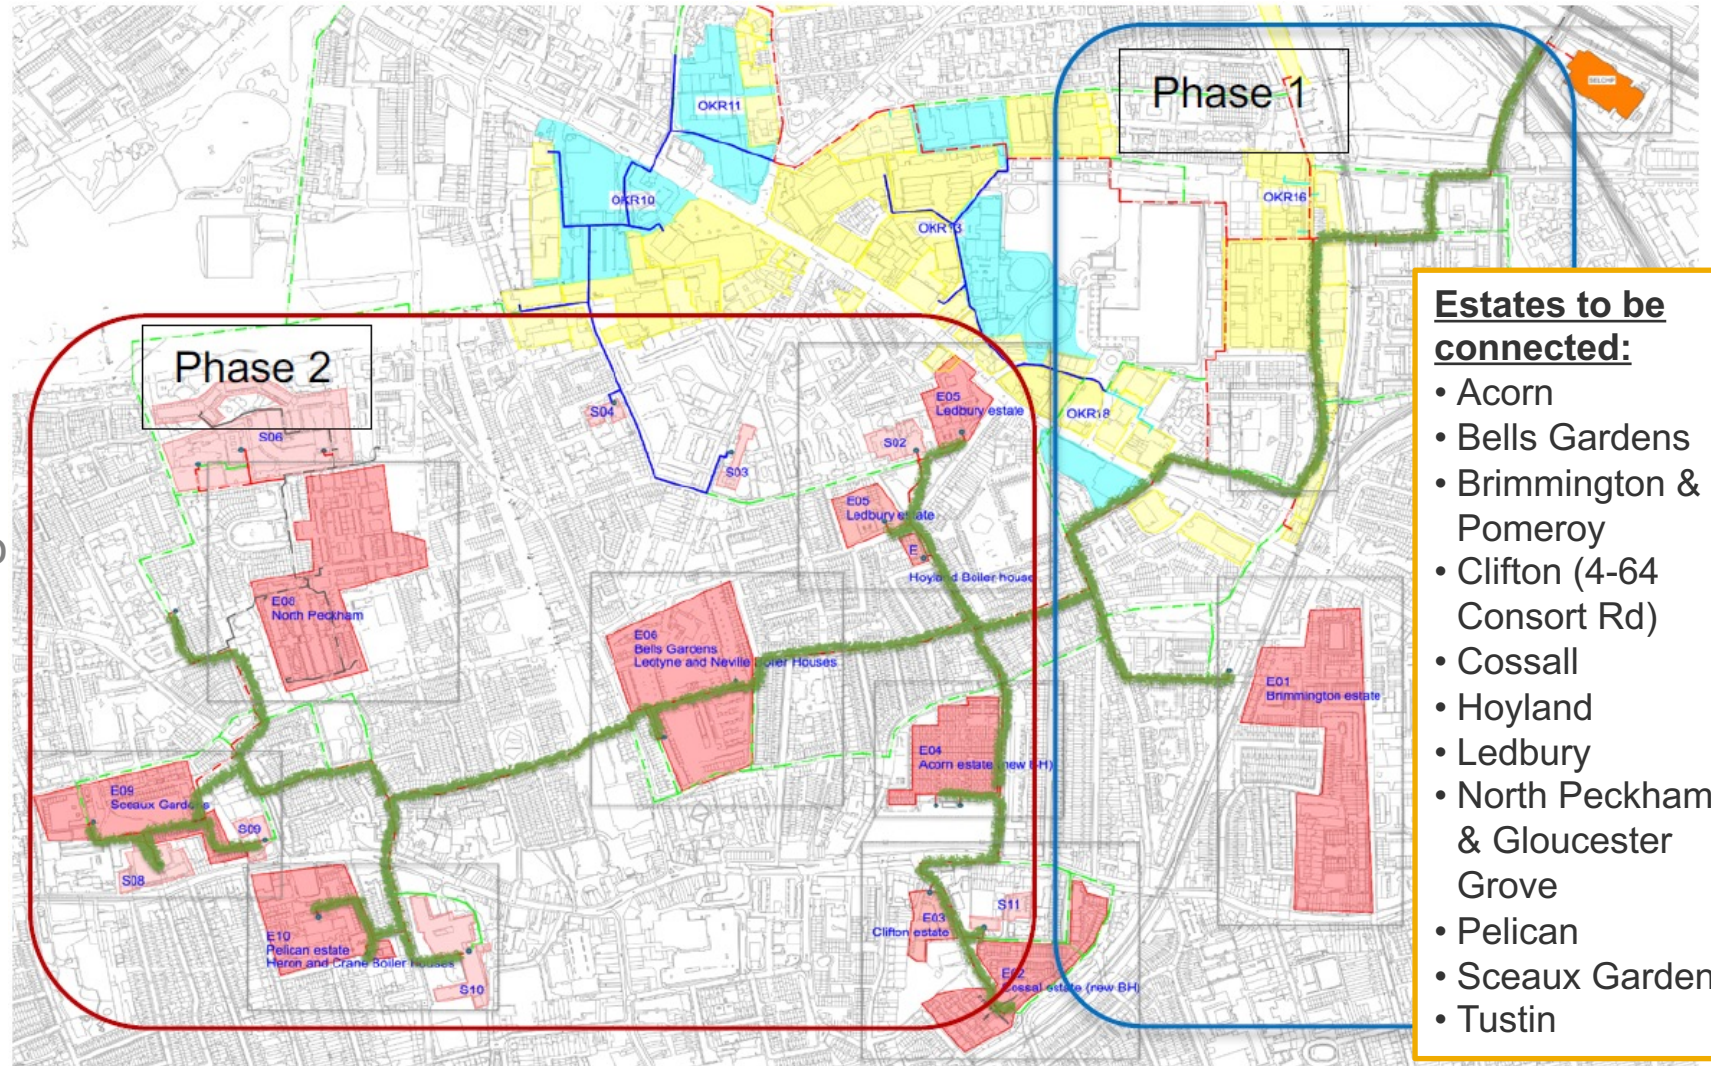 Phase 1
SELCHP
OKR11
OKR10
OKR16
OKR13
OKR18
Phase 2
S06
S04
S03
S02
E05
Ledbury estate
E05
Ledbury estate
Hoyland Boiler house
E08
North Peckham
E06
Bells Gardens
Lectyne and Neville Boiler Houses
E01
Brimmington estate
E04
Acorn estate (new BH)
E09
Sceaux Gardens
S09
S08
E10
Pelican estate
Heron and Crane Boiler Houses
S10
S11
E03
Clifton estate
E02
Cossal estate (new BH)
Estates to be
connected:
• Acorn
• Bells Gardens
• Brimmington &
Pomeroy
• Clifton (4-64
Consort Rd)
• Cossall
• Hoyland
• Ledbury
• North Peckham
& Gloucester
Grove
• Pelican
• Sceaux Garden
• Tustin